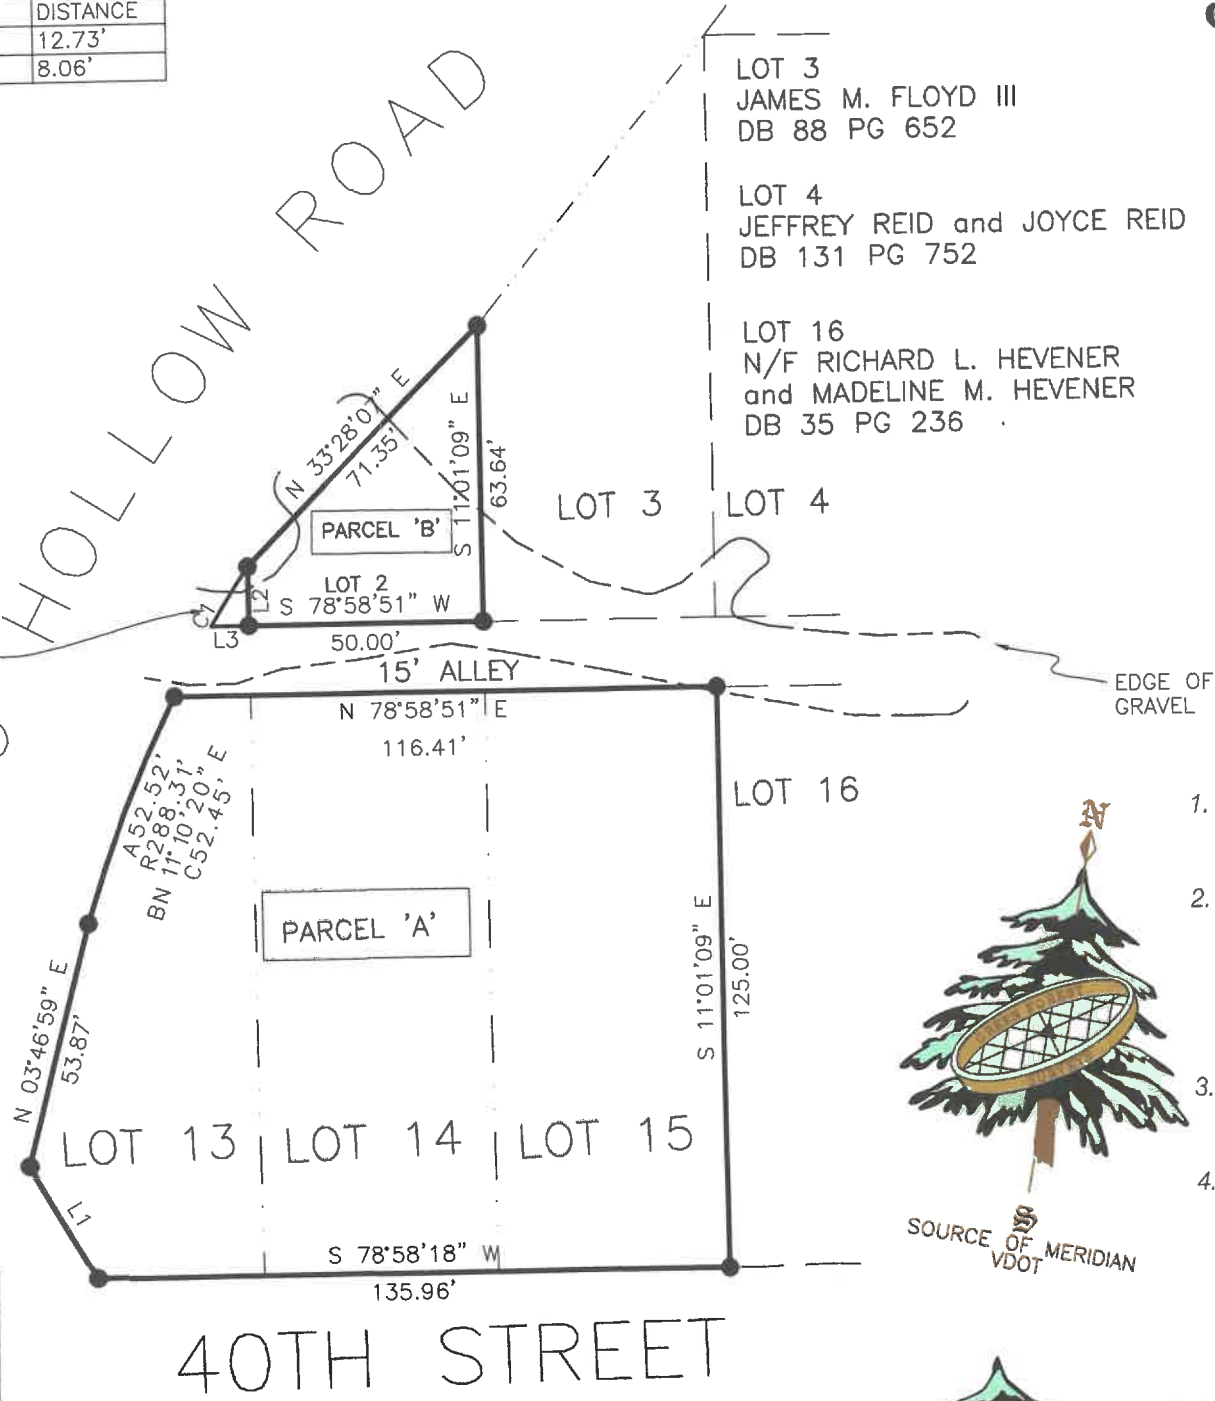 DISTANCE
12.73'
8.06'
HOLLOW ROAD
LOT 3
JAMES M. FLOYD III
DB 88 PG 652
LOT 4
JEFFREY REID and JOYCE REID
DB 131 PG 752
LOT 16
N/F RICHARD L. HEVENER
and MADELINE M. HEVENER
DB 35 PG 236
N 33°28'07" E
71.35'
S 11°01'09" E
63.64'
LOT 3
LOT 4
PARCEL 'B'
LOT 2
L2
C1
S 78°58'51" W
L3
50.00'
15' ALLEY
EDGE OF
GRAVEL
N 78°58'51" E
116.41'
A52.52'
R288.31'
BN 11°10'20" E
C52.45'
LOT 16
PARCEL 'A'
S 11°01'09" E
125.00'
N 03°46'59" E
53.87'
LOT 13
LOT 14
LOT 15
L1
S 78°58'18" W
135.96'
40TH STREET
1.
2.
3.
4.
N
GREEN FOREST
S
SOURCE OF MERIDIAN
VDOT